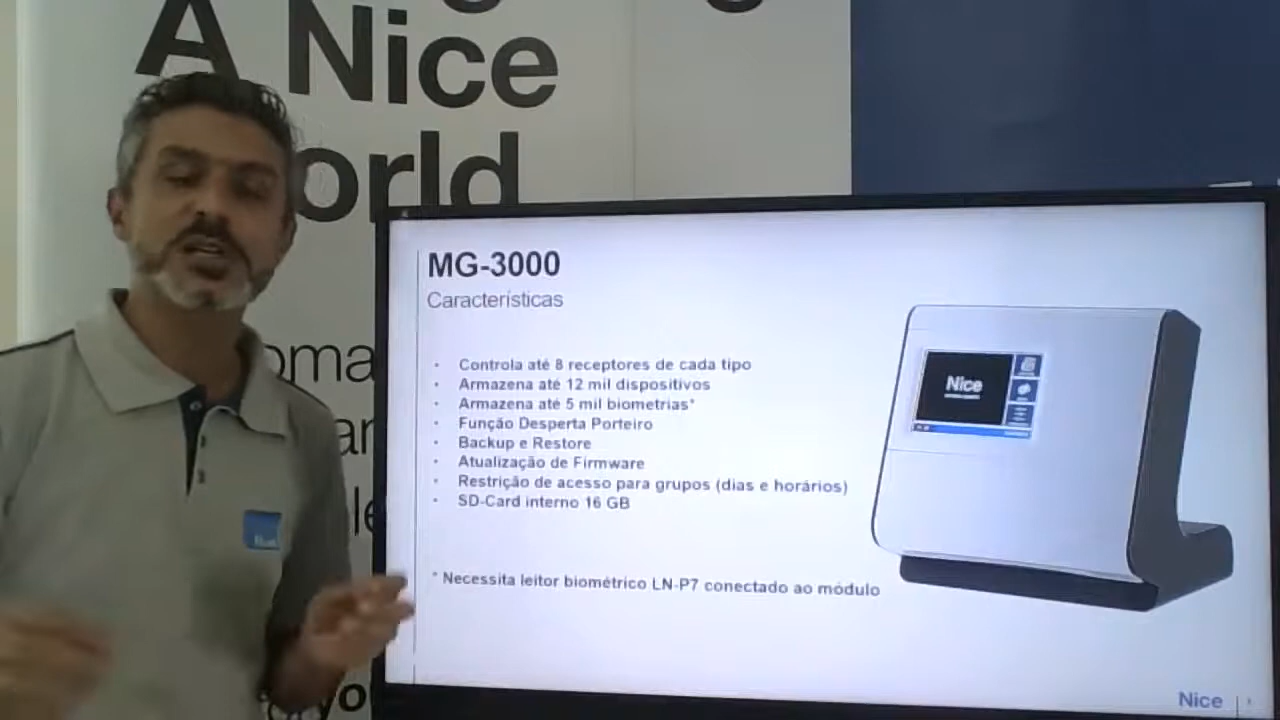 A Nice
orld
oma
MG-3000
Características
• Controla até 8 receptores de cada tipo
• Armazena até 12 mil dispositivos
• Armazena até 5 mil biometrias*
• Função Desperta Porteiro
• Backup e Restore
• Atualização de Firmware
• Restrição de acesso para grupos (dias e horários)
• SD-Card interno 16 GB
* Necessita leitor biométrico LN-P7 conectado ao módulo
Nice
Nice